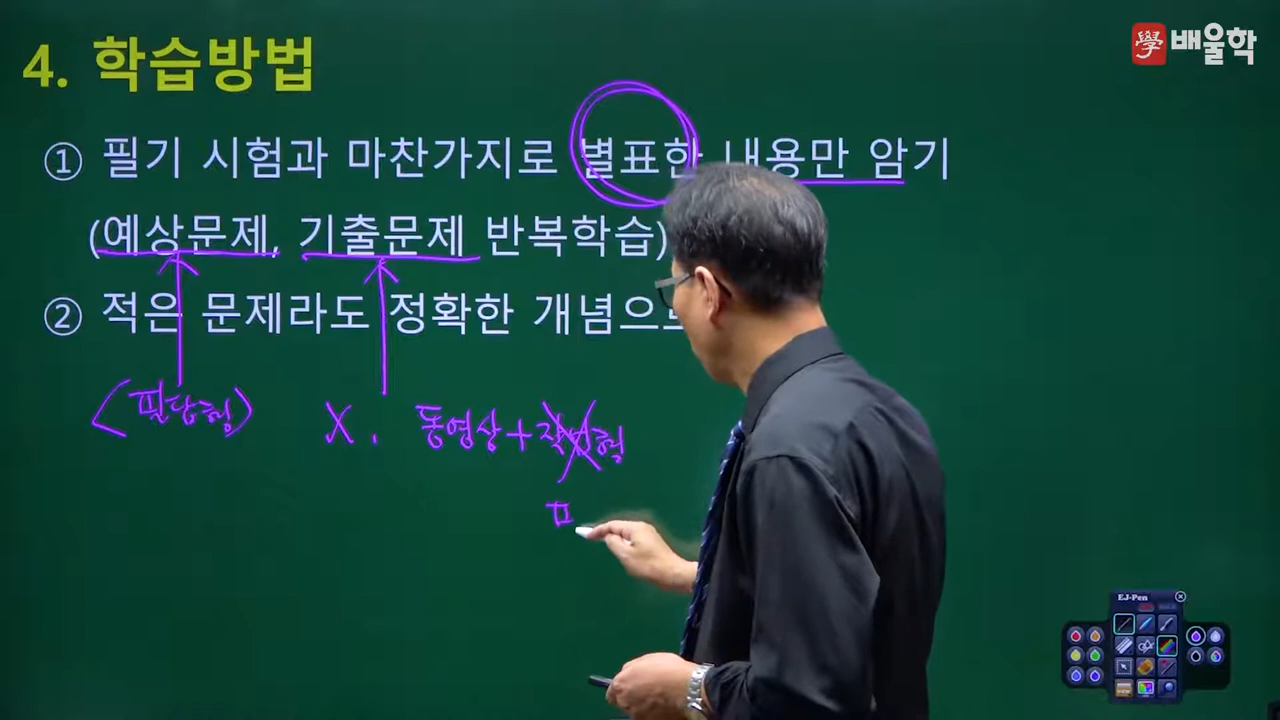 4. 학습방법
學 배울학
① 필기 시험과 마찬가지로 별표한 내용만 암기
(예상문제, 기출문제 반복학습)
② 적은 문제라도 정확한 개념으로
<필답형>
X. 동영상 + 작업형
ㅍ
EJ-Pen